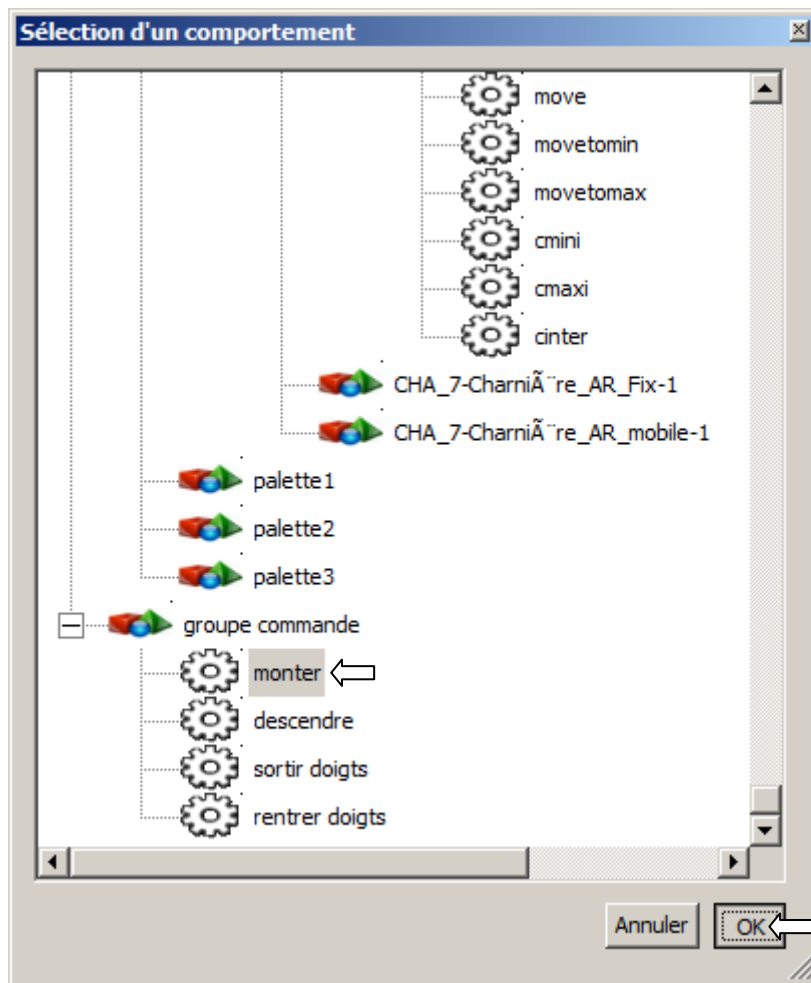 Sélection d'un comportement
move
movetomin
movetomax
cmini
cmaxi
cinter
CHA_7-CharniÃ¨re_AR_Fix-1
CHA_7-CharniÃ¨re_AR_mobile-1
palette1
palette2
palette3
groupe commande
monter
descendre
sortir doigts
rentrer doigts
Annuler
OK